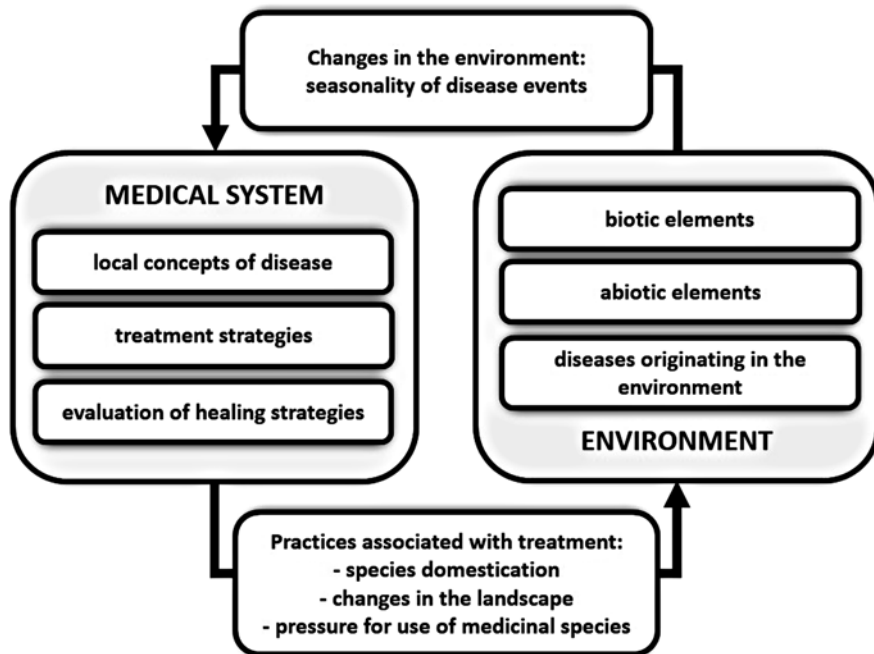 Changes in the environment:
seasonality of disease events
MEDICAL SYSTEM
local concepts of disease
treatment strategies
evaluation of healing strategies
biotic elements
abiotic elements
diseases originating in the
environment
ENVIRONMENT
Practices associated with treatment:
- species domestication
- changes in the landscape
- pressure for use of medicinal species